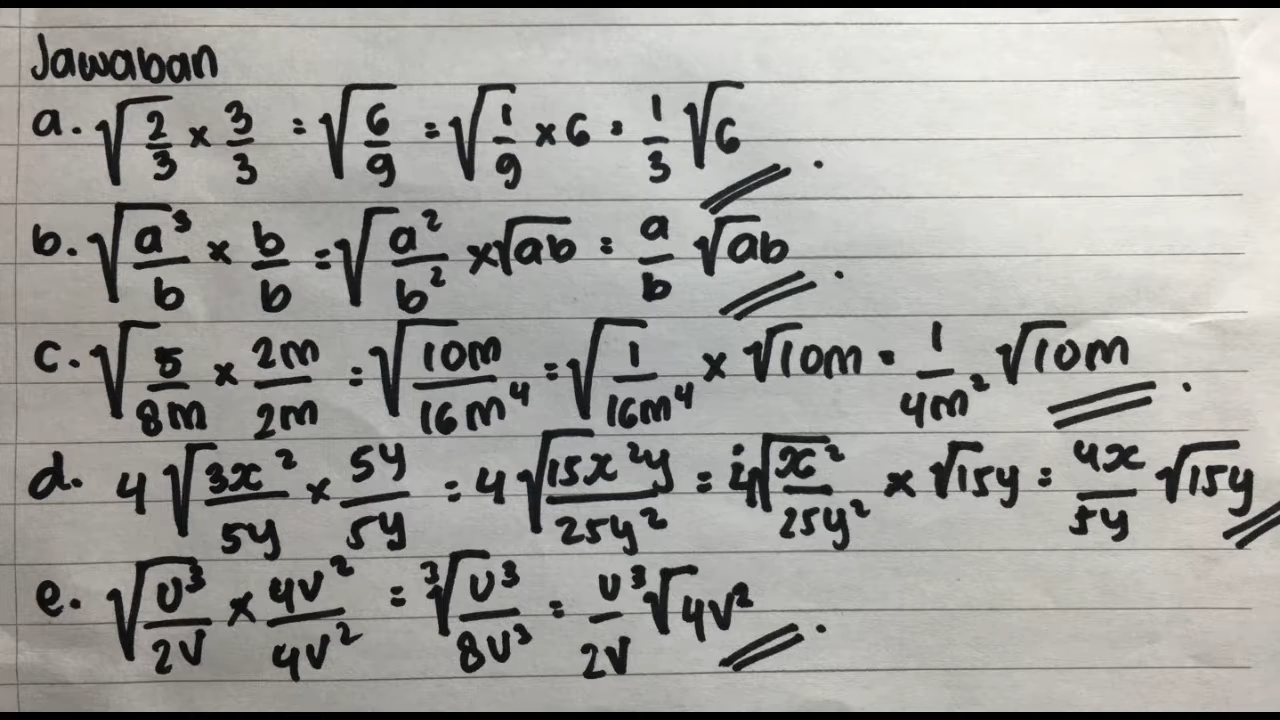 Jawaban
a. √(2/3) × 3/3 = √(6/9) = √(1/9) × 6 = 1/3 √6
b. √(a³/b) × b/b = √(a²/b²) × √ab = a/b √ab
c. √(5/8m) × 2m/2m = √(10m/16m⁴) = √(1/16m⁴) × √10m = 1/4m² √10m
d. 4 √(3x²/5y) × 5y/5y = 4 √(15x²y/25y²) = 4√(x²/25y²) × √15y = 4x/5y √15y
e. √(u³/2v) × 4v²/4v² = ³√(u³/8v³) = u/2v ³√4v²